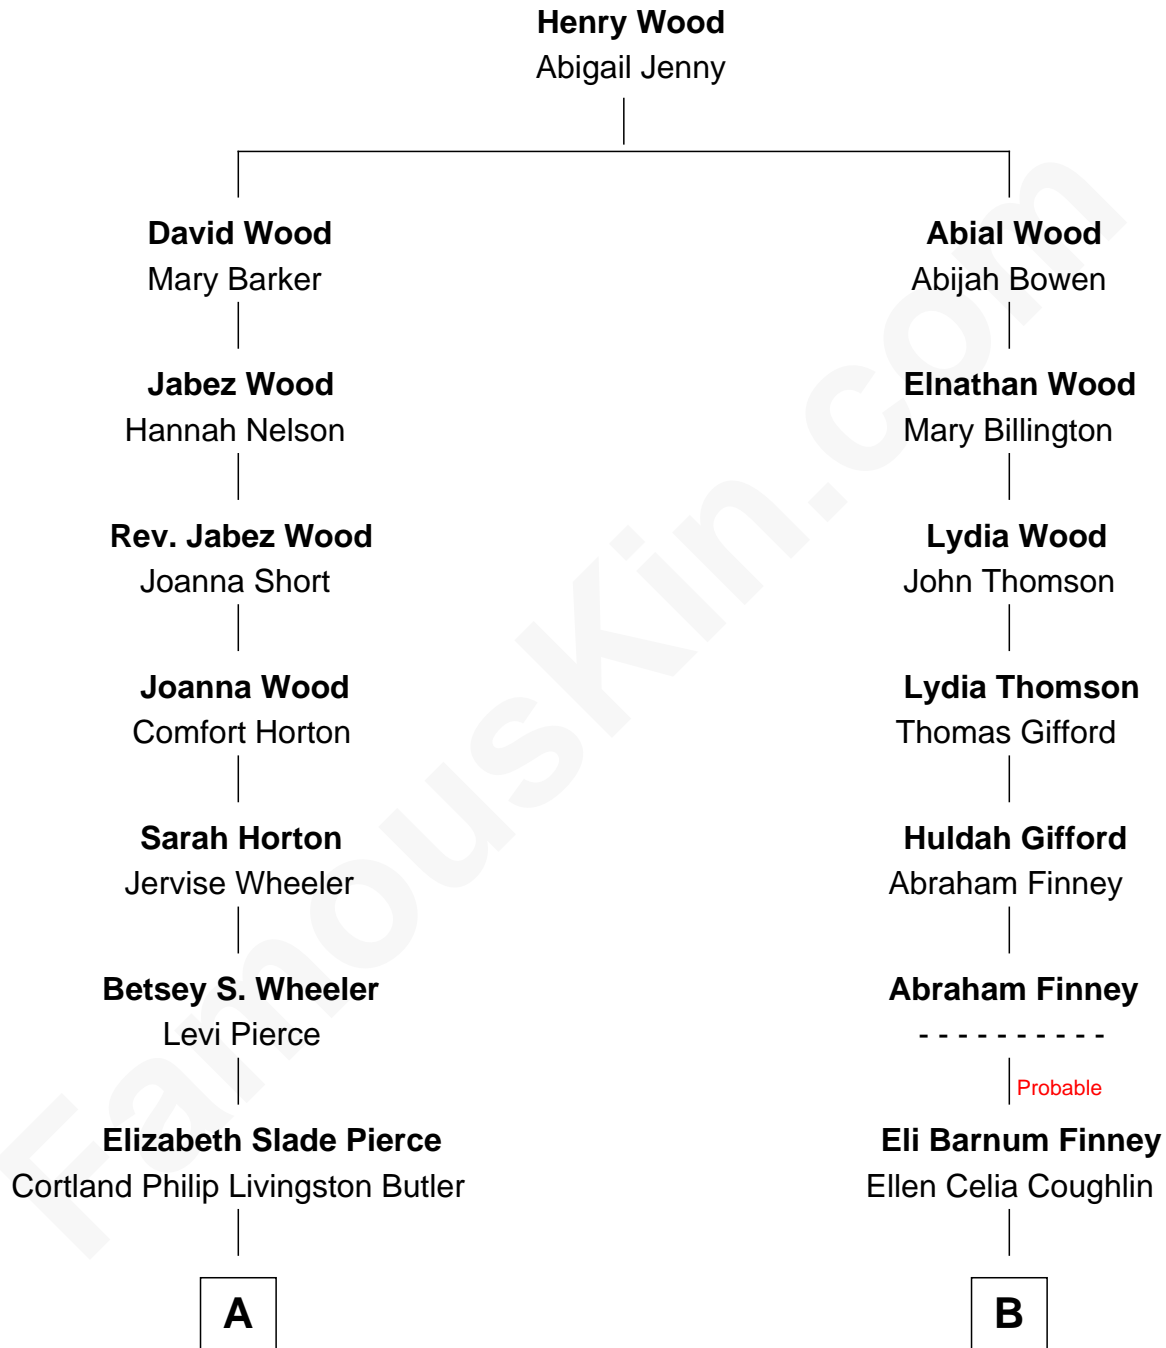 Henry Wood
Abigail Jenny
David Wood
Mary Barker
Jabez Wood
Hannah Nelson
Rev. Jabez Wood
Joanna Short
Joanna Wood
Comfort Horton
Sarah Horton
Jervise Wheeler
Betsey S. Wheeler
Levi Pierce
Elizabeth Slade Pierce
Cortland Philip Livingston Butler
A
Abial Wood
Abijah Bowen
Elnathan Wood
Mary Billington
Lydia Wood
John Thomson
Lydia Thomson
Thomas Gifford
Huldah Gifford
Abraham Finney
Abraham Finney
- - - - - - - - - -
Probable
Eli Barnum Finney
Ellen Celia Coughlin
B
FamousKin.com